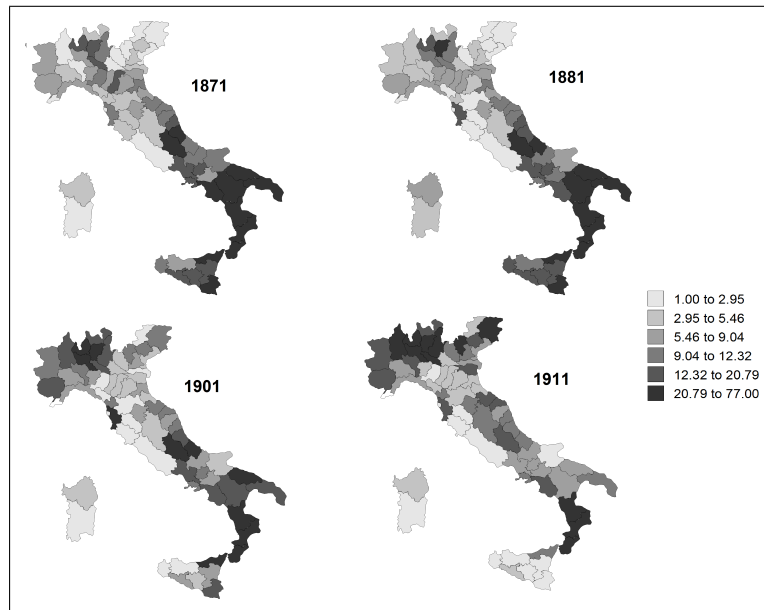 1871
1881
1.00 to 2.95
2.95 to 5.46
5.46 to 9.04
9.04 to 12.32
12.32 to 20.79
20.79 to 77.00
1901
1911